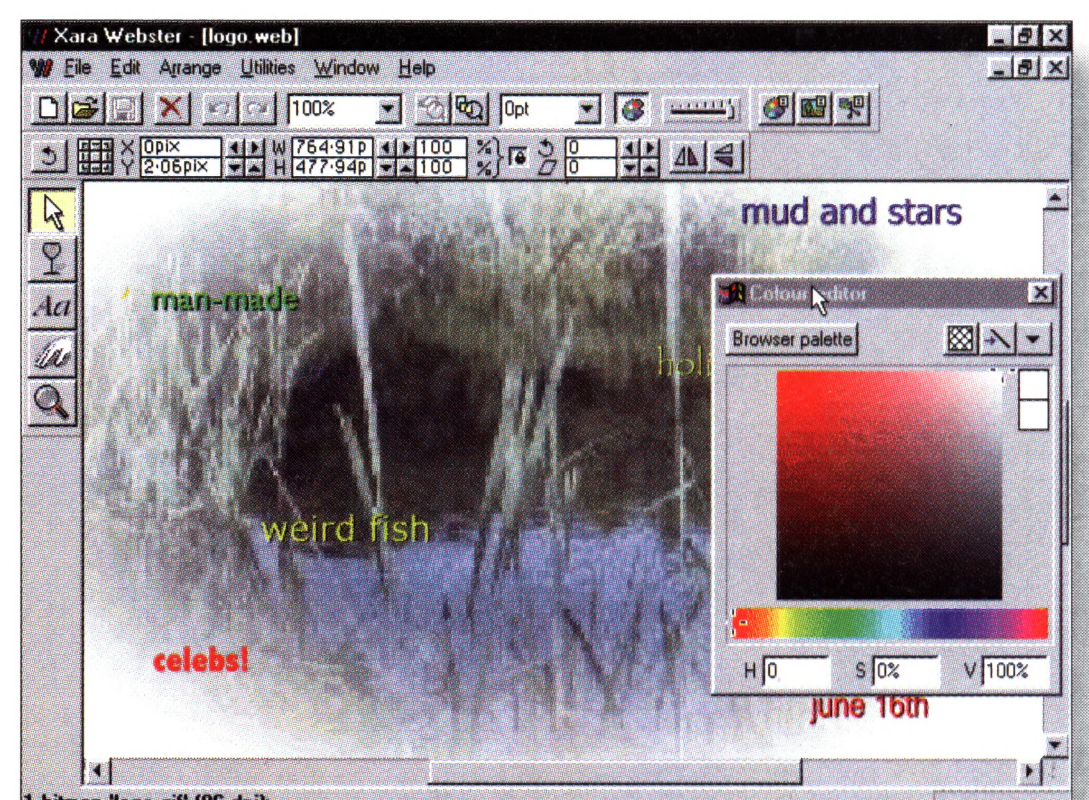 Xara Webster - [logo.web]
File Edit Arrange Utilities Window Help
100% 0pt
X 0pix W 764·91p 100 % 0
Y 2·06pix H 477·94p 100 % 0
mud and stars
man-made
Colour editor
Browser palette
Aa
holi
weird fish
H 0 S 0% V 100%
celebs!
june 16th